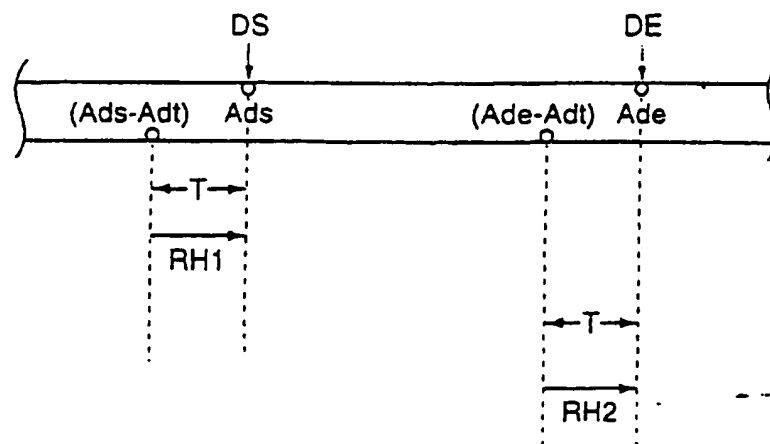 DS DE
(Ads-Adt) Ads (Ade-Adt) Ade
T
RH1
T
RH2